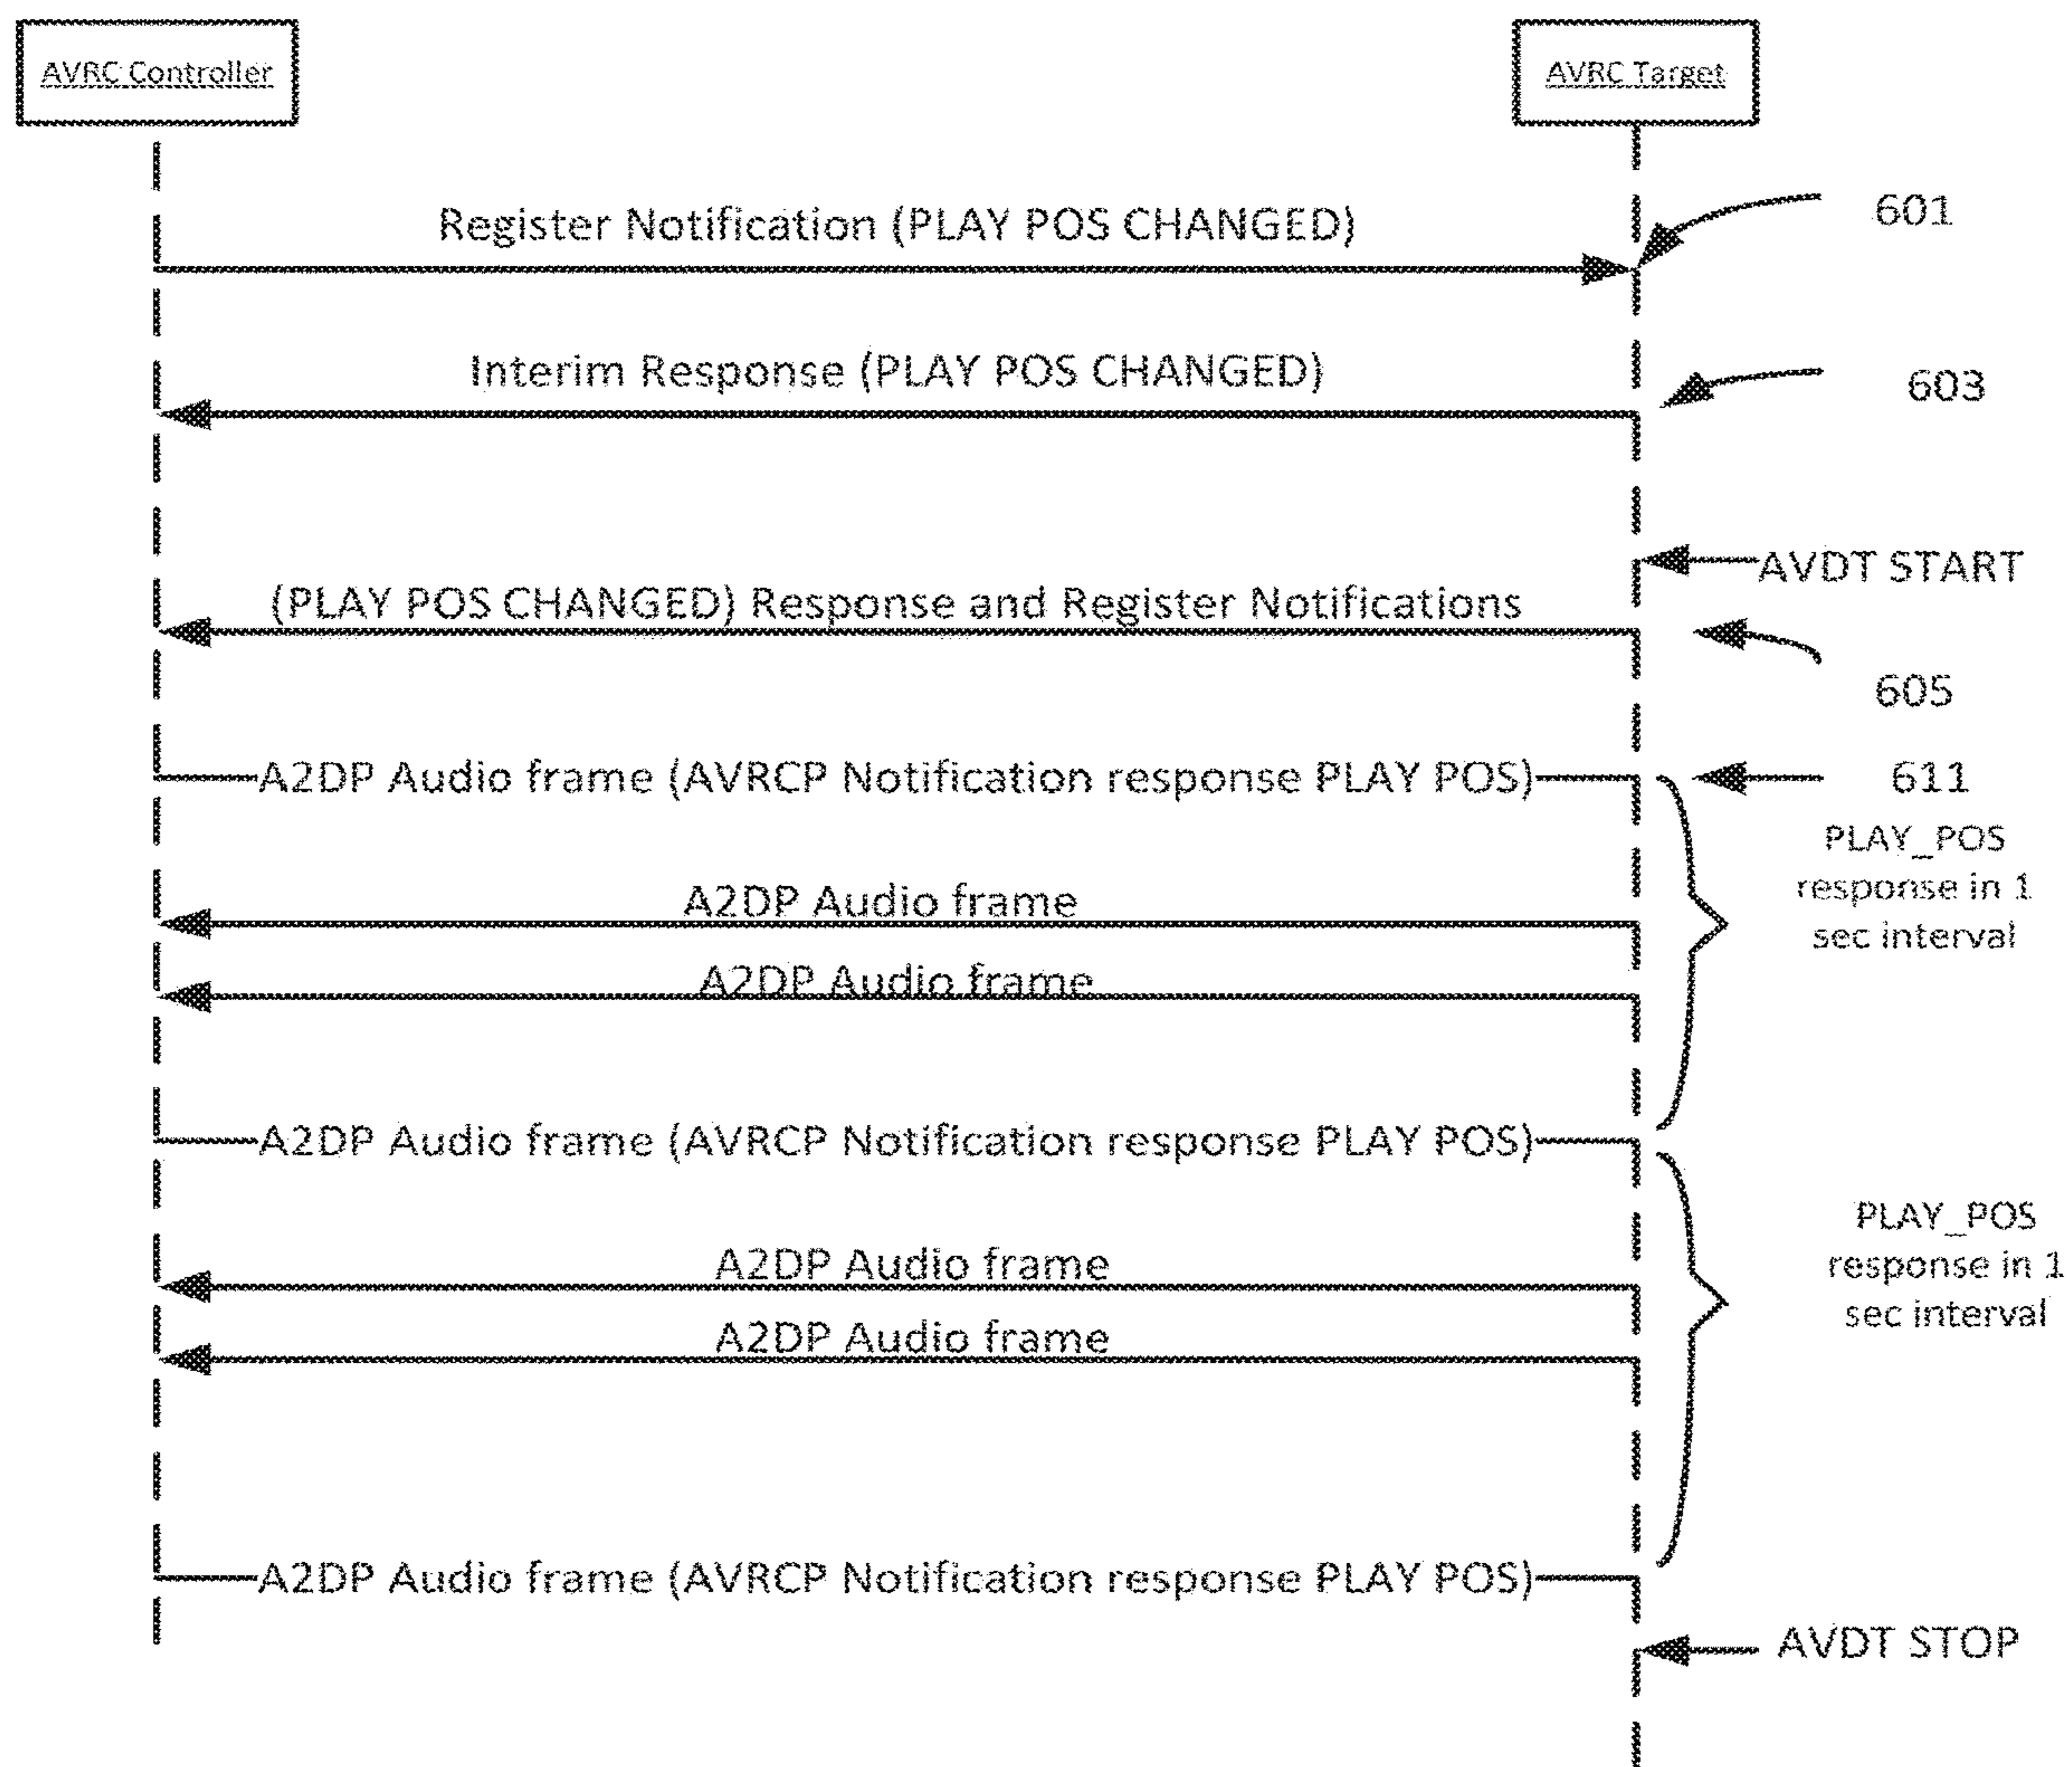 AVRC Controller
AVRC Target
Register Notification (PLAY POS CHANGED)
601
Interim Response (PLAY POS CHANGED)
603
AVDT START
(PLAY POS CHANGED) Response and Register Notifications
605
A2DP Audio frame (AVRCP Notification response PLAY POS)
611
PLAY_POS
response in 1
sec interval
A2DP Audio frame
A2DP Audio frame
A2DP Audio frame (AVRCP Notification response PLAY POS)
PLAY_POS
response in 1
sec interval
A2DP Audio frame
A2DP Audio frame
A2DP Audio frame (AVRCP Notification response PLAY POS)
AVDT STOP